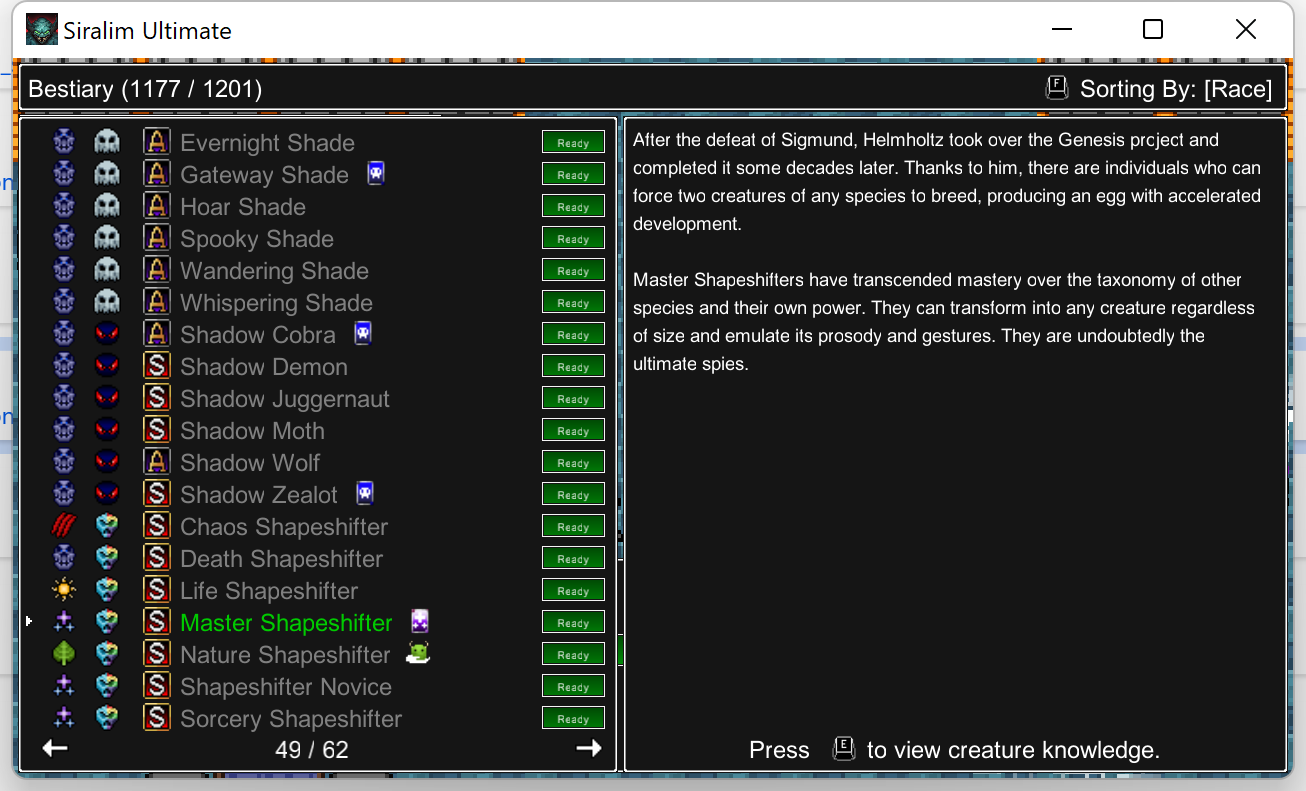 Siralim Ultimate
Bestiary (1177 / 1201)
F Sorting By: [Race]
A Evernight Shade Ready
A Gateway Shade Ready
A Hoar Shade Ready
A Spooky Shade Ready
A Wandering Shade Ready
A Whispering Shade Ready
A Shadow Cobra Ready
S Shadow Demon Ready
S Shadow Juggernaut Ready
S Shadow Moth Ready
A Shadow Wolf Ready
S Shadow Zealot Ready
S Chaos Shapeshifter Ready
S Death Shapeshifter Ready
S Life Shapeshifter Ready
S Master Shapeshifter Ready
S Nature Shapeshifter Ready
S Shapeshifter Novice Ready
S Sorcery Shapeshifter Ready
49 / 62
After the defeat of Sigmund, Helmholtz took over the Genesis prcject and
completed it some decades later. Thanks to him, there are individuals who can
force two creatures of any species to breed, producing an egg with accelerated
development.
Master Shapeshifters have transcended mastery over the taxonomy of other
species and their own power. They can transform into any creature regardless
of size and emulate its prosody and gestures. They are undoubtedly the
ultimate spies.
Press E to view creature knowledge.